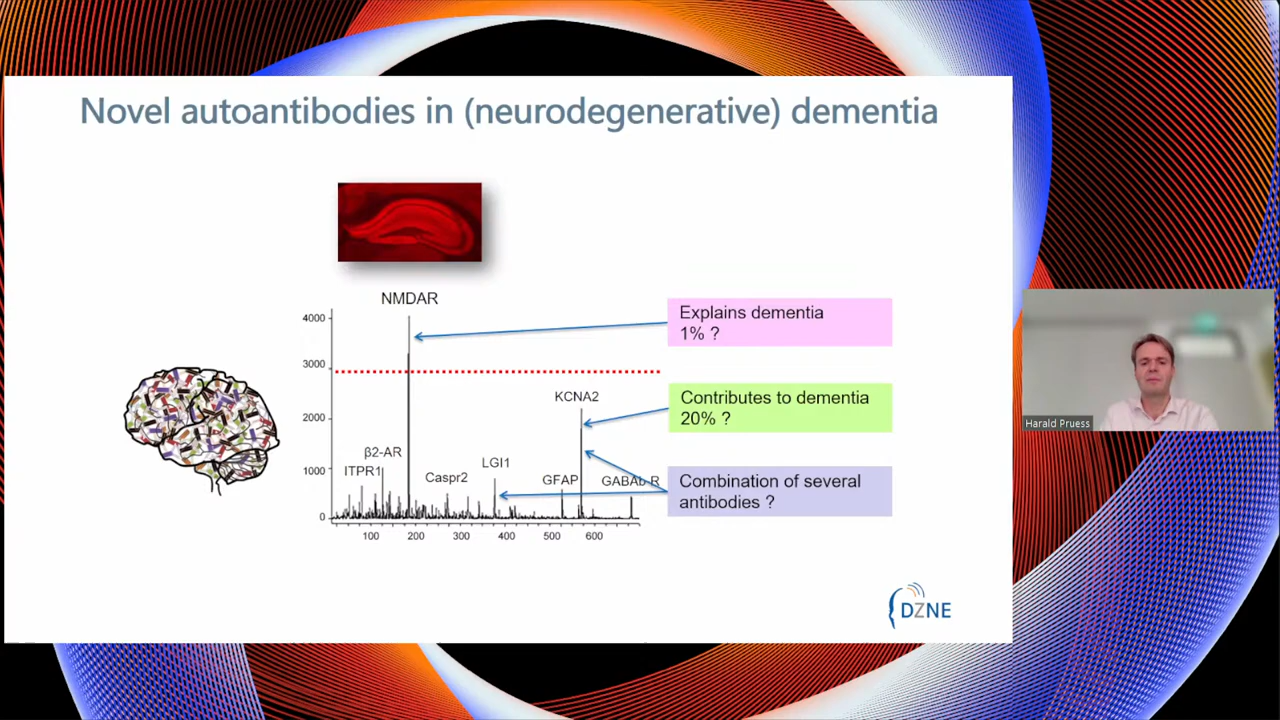 Novel autoantibodies in (neurodegenerative) dementia
NMDAR
4000
3000
2000
1000
0
100
200
300
400
500
600
ITPR1
β2-AR
Caspr2
LGI1
GFAP
KCNA2
GABAb-R
Explains dementia
1% ?
Contributes to dementia
20% ?
Combination of several
antibodies ?
DZNE
Harald Pruess